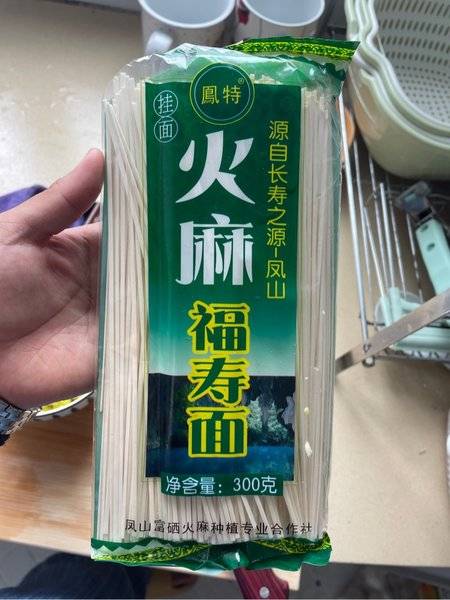 鳳特®
挂面
火麻
源自长寿之源-凤山
福寿面
净含量：300克
凤山富硒火麻种植专业合作社